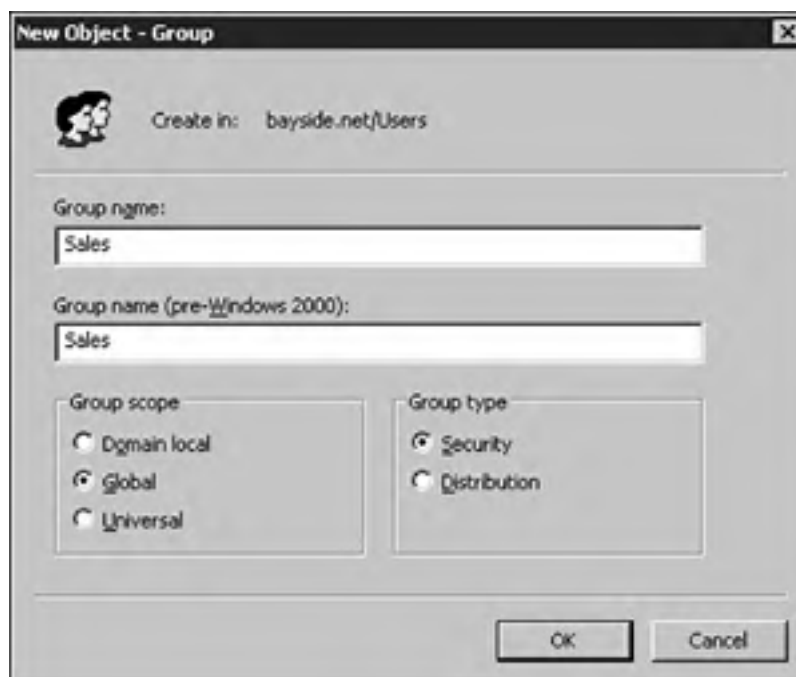 New Object - Group
Create in: bayside.net/Users
Group name:
Sales
Group name (pre-Windows 2000):
Sales
Group scope
Domain local
Global
Universal
Group type
Security
Distribution
OK
Cancel